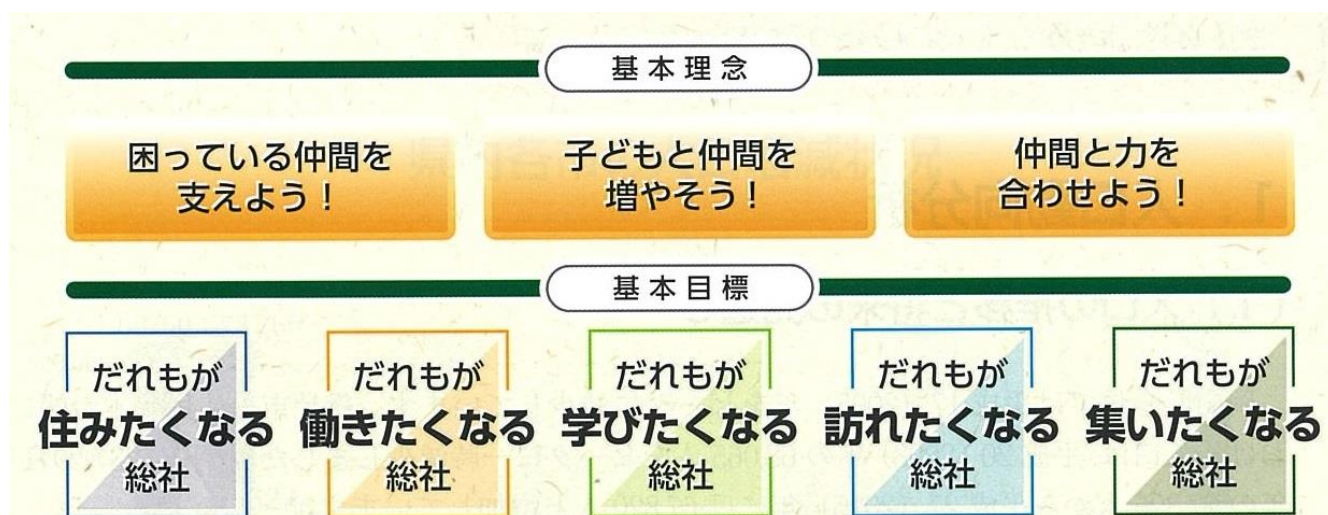 基本理念
困っている仲間を
支えよう！
子どもと仲間を
増やそう！
仲間と力を
合わせよう！
基本目標
だれもが
住みたくなる
総社
だれもが
働きたくなる
総社
だれもが
学びたくなる
総社
だれもが
訪れたくなる
総社
だれもが
集いたくなる
総社